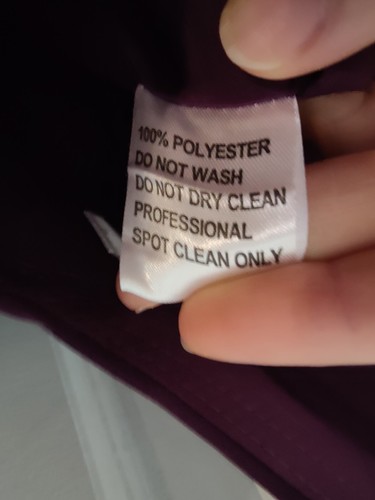 100% POLYESTER
DO NOT WASH
DO NOT DRY CLEAN
PROFESSIONAL
SPOT CLEAN ONLY